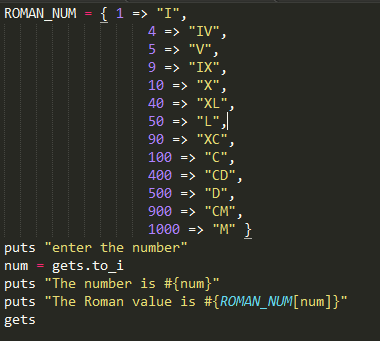 ROMAN_NUM = { 1 => "I",
4 => "IV",
5 => "V",
9 => "IX",
10 => "X",
40 => "XL",
50 => "L",
90 => "XC",
100 => "C",
400 => "CD",
500 => "D",
900 => "CM",
1000 => "M" }
puts "enter the number"
num = gets.to_i
puts "The number is #{num}"
puts "The Roman value is #{ROMAN_NUM[num]}"
gets